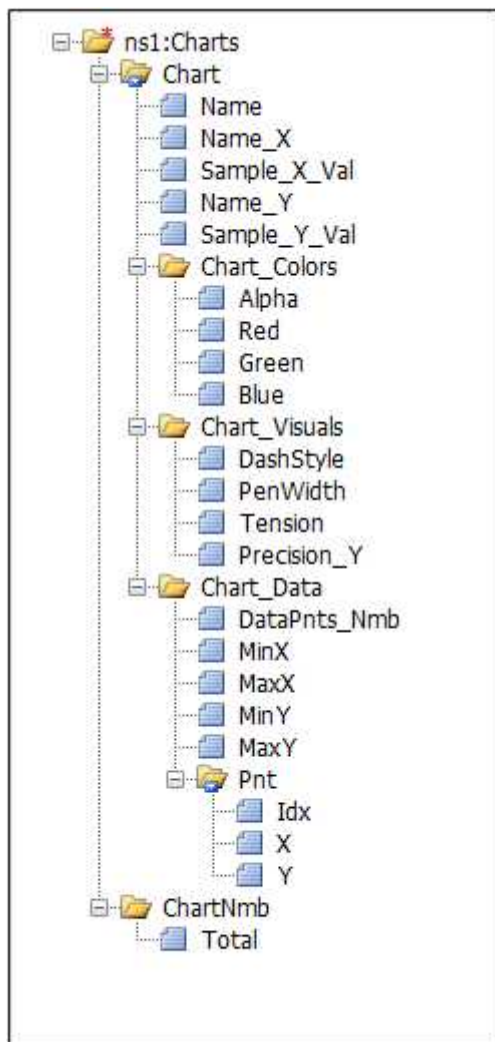 ns1:Charts
Chart
Name
Name_X
Sample_X_Val
Name_Y
Sample_Y_Val
Chart_Colors
Alpha
Red
Green
Blue
Chart_Visuals
DashStyle
PenWidth
Tension
Precision_Y
Chart_Data
DataPnts_Nmb
MinX
MaxX
MinY
MaxY
Pnt
Idx
X
Y
ChartNmb
Total